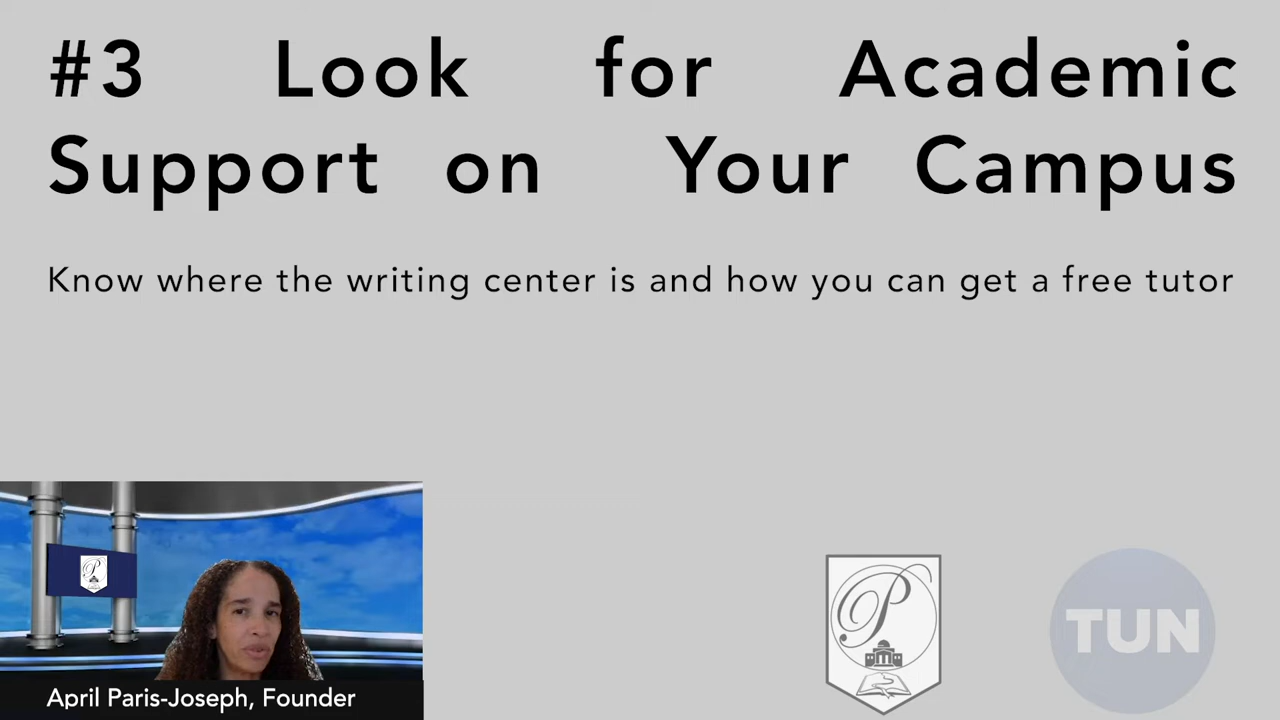 #3 Look for Academic
Support on Your Campus
Know where the writing center is and how you can get a free tutor
P
April Paris-Joseph, Founder
P
TUN